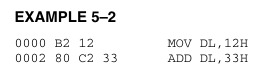 EXAMPLE 5–2
0000 B2 12 MOV DL,12H
0002 80 C2 33 ADD DL,33H